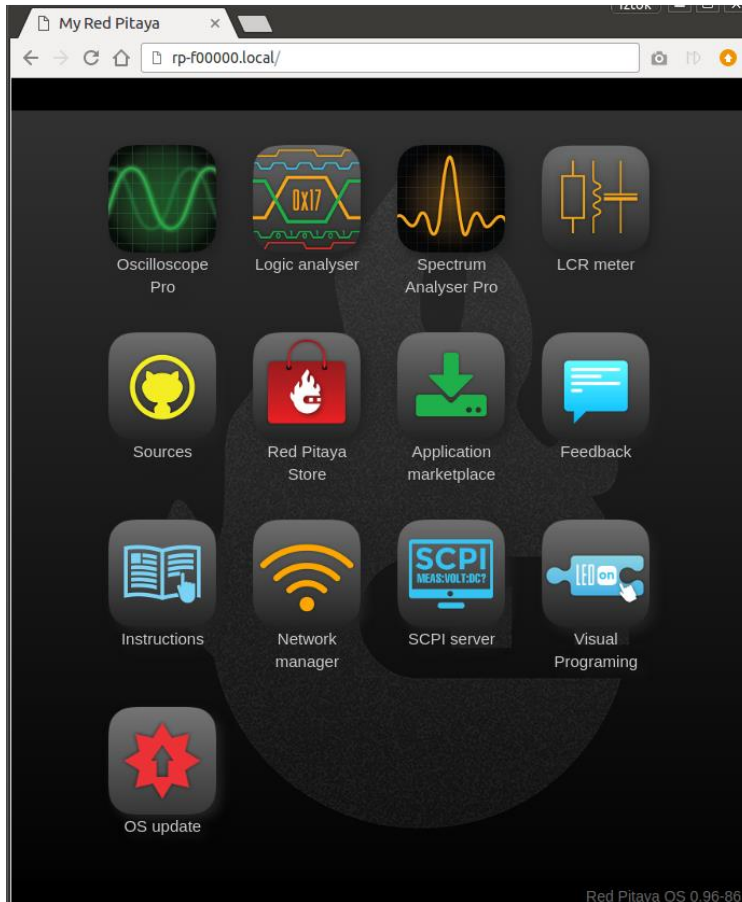 My Red Pitaya
Iztok
rp-f00000.local/
0x17
Oscilloscope
Pro
Logic analyser
Spectrum
Analyser Pro
LCR meter
Sources
Red Pitaya
Store
Application
marketplace
Feedback
SCPI
MEAS:VOLT:DC?
LED on
Instructions
Network
manager
SCPI server
Visual
Programing
OS update
Red Pitaya OS 0.96-86